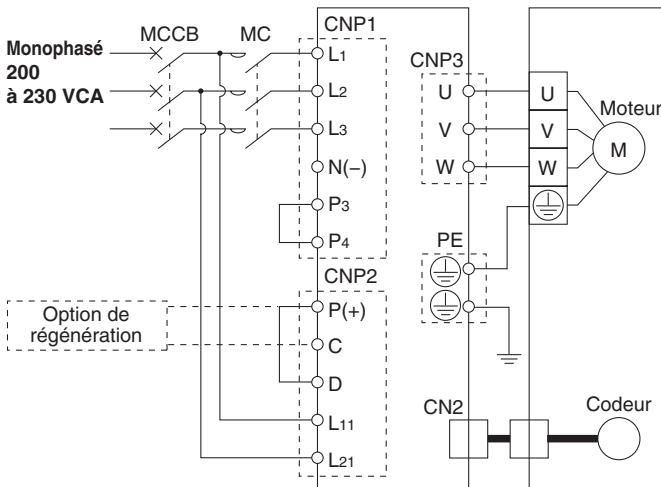 CNP1
MCCB
MC
Monophasé
200
à 230 VCA
L1
L2
L3
N(−)
P3
P4
CNP3
U
V
W
U
V
W
Moteur
M
PE
CNP2
Option de
régénération
P(+)
C
D
L11
L21
CN2
Codeur